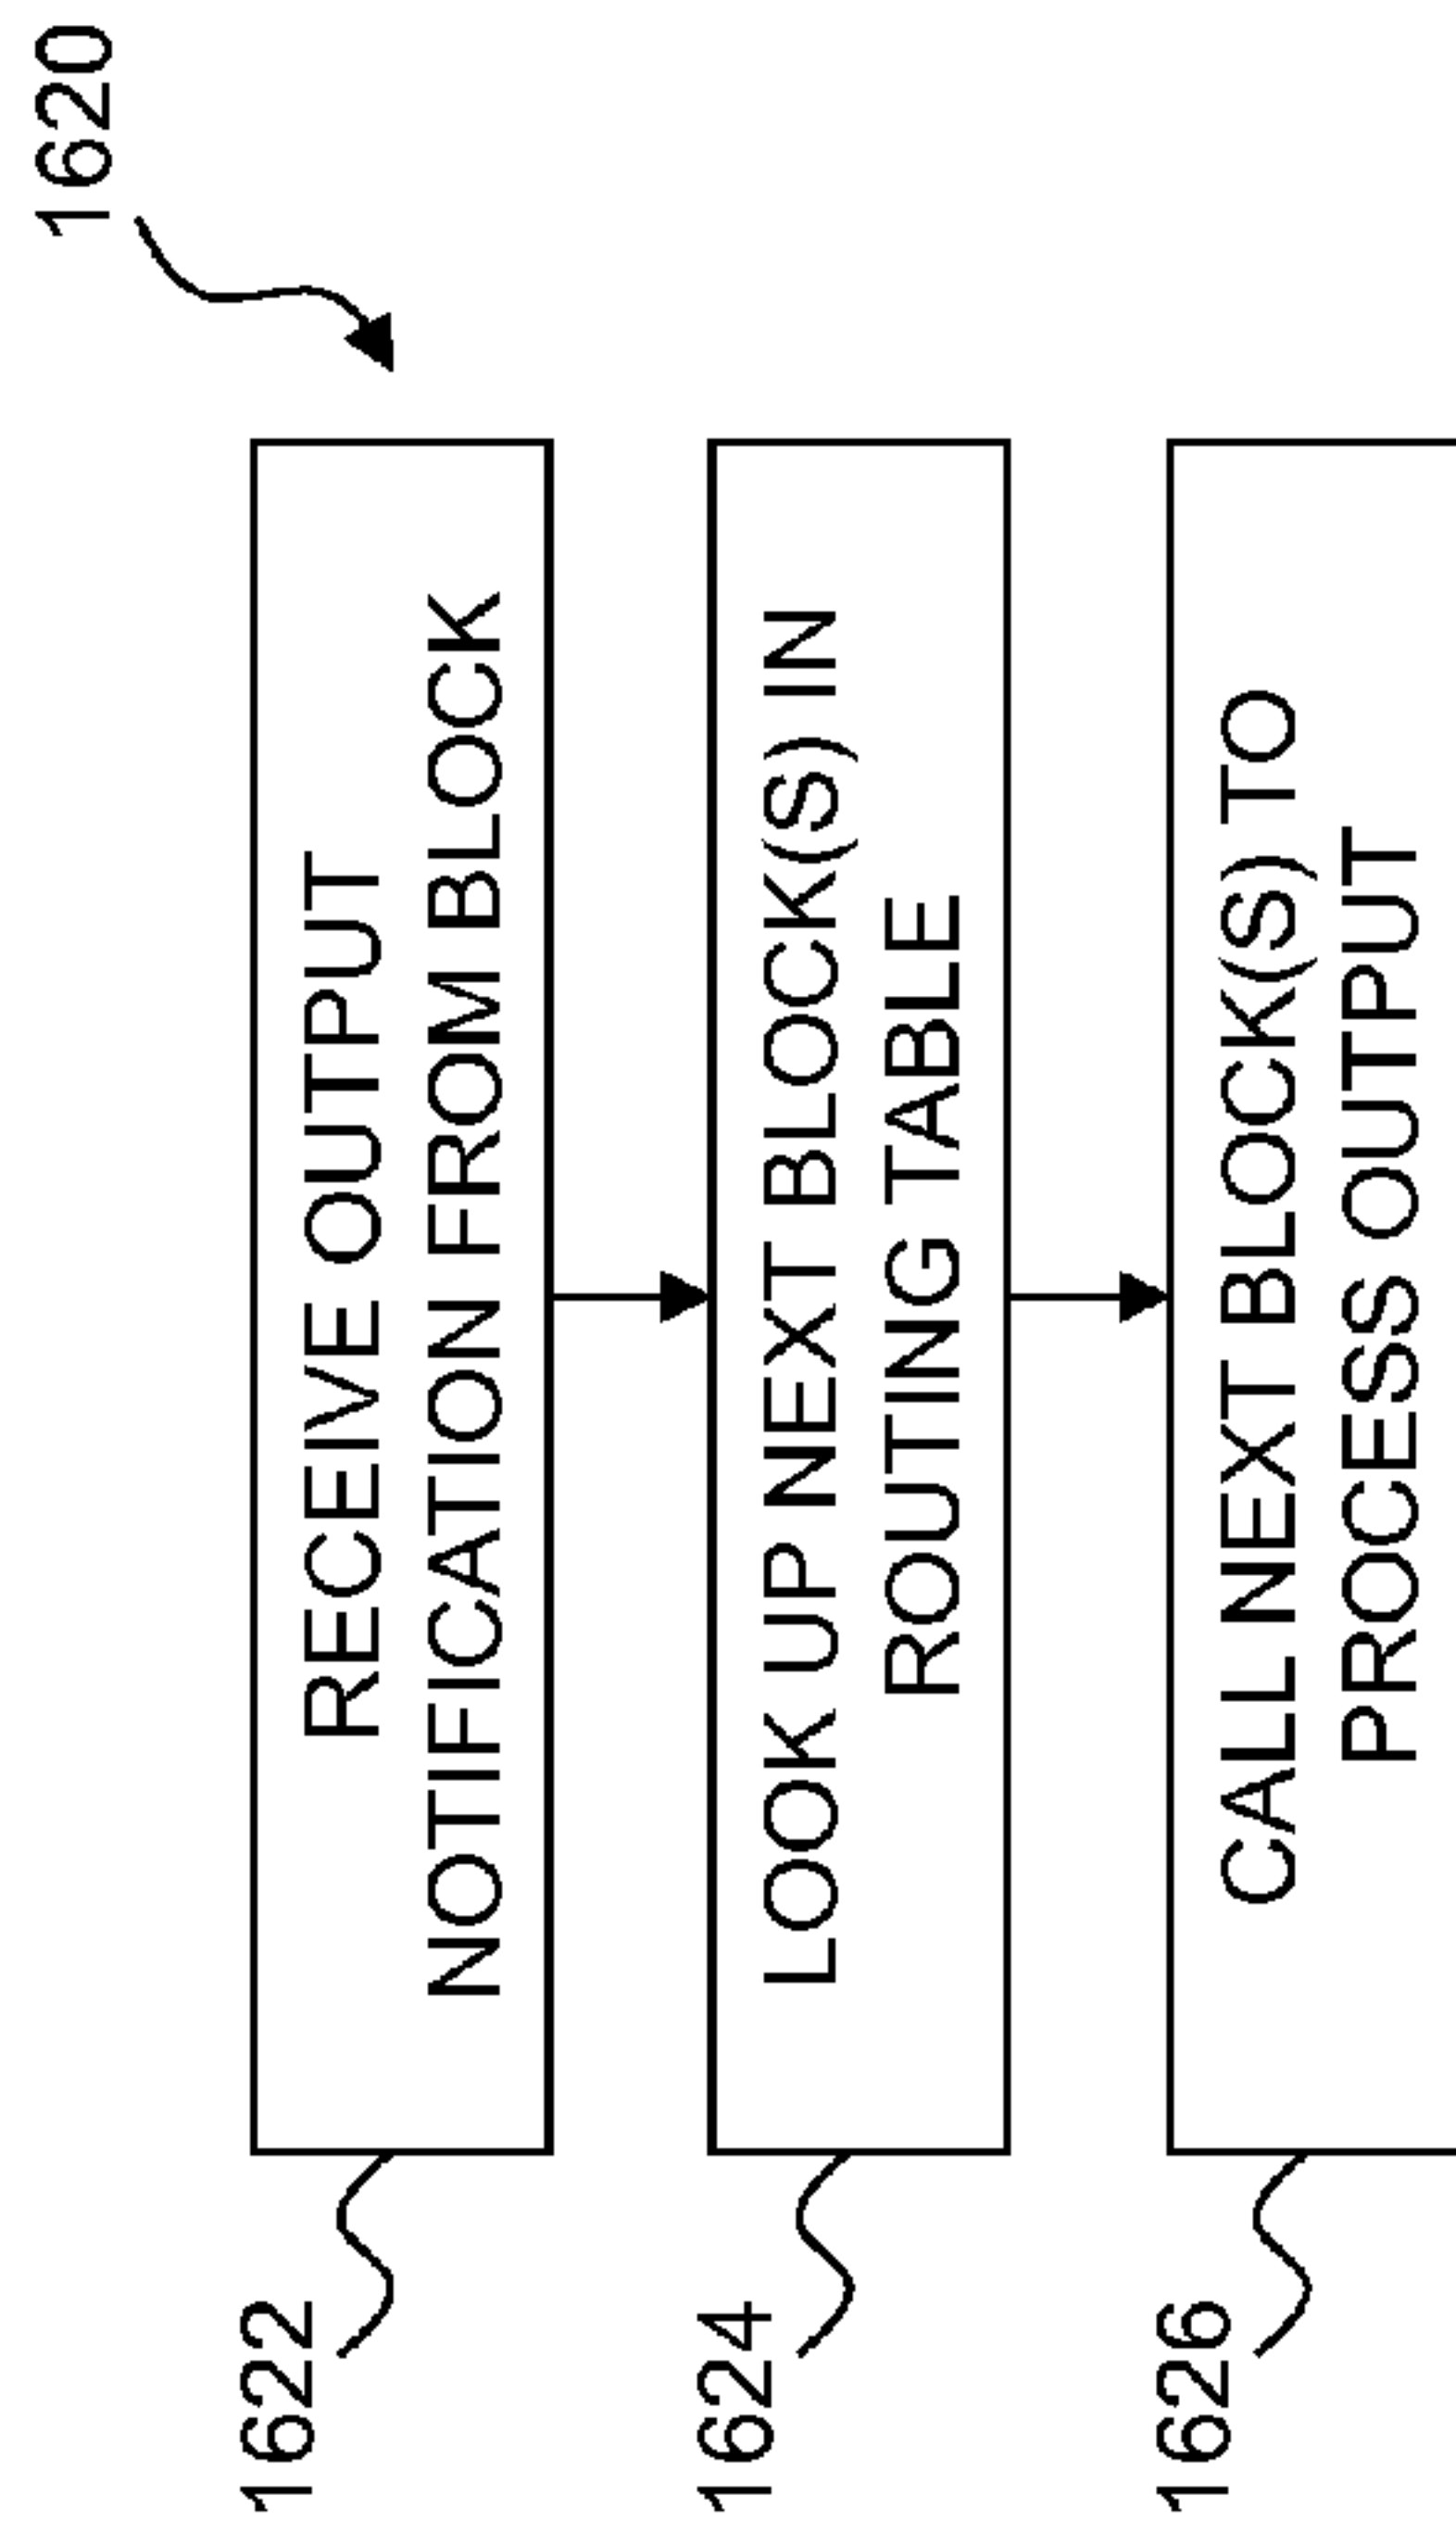 1620
1622
RECEIVE OUTPUT
NOTIFICATION FROM BLOCK
1624
LOOK UP NEXT BLOCK(S) IN
ROUTING TABLE
1626
CALL NEXT BLOCK(S) TO
PROCESS OUTPUT